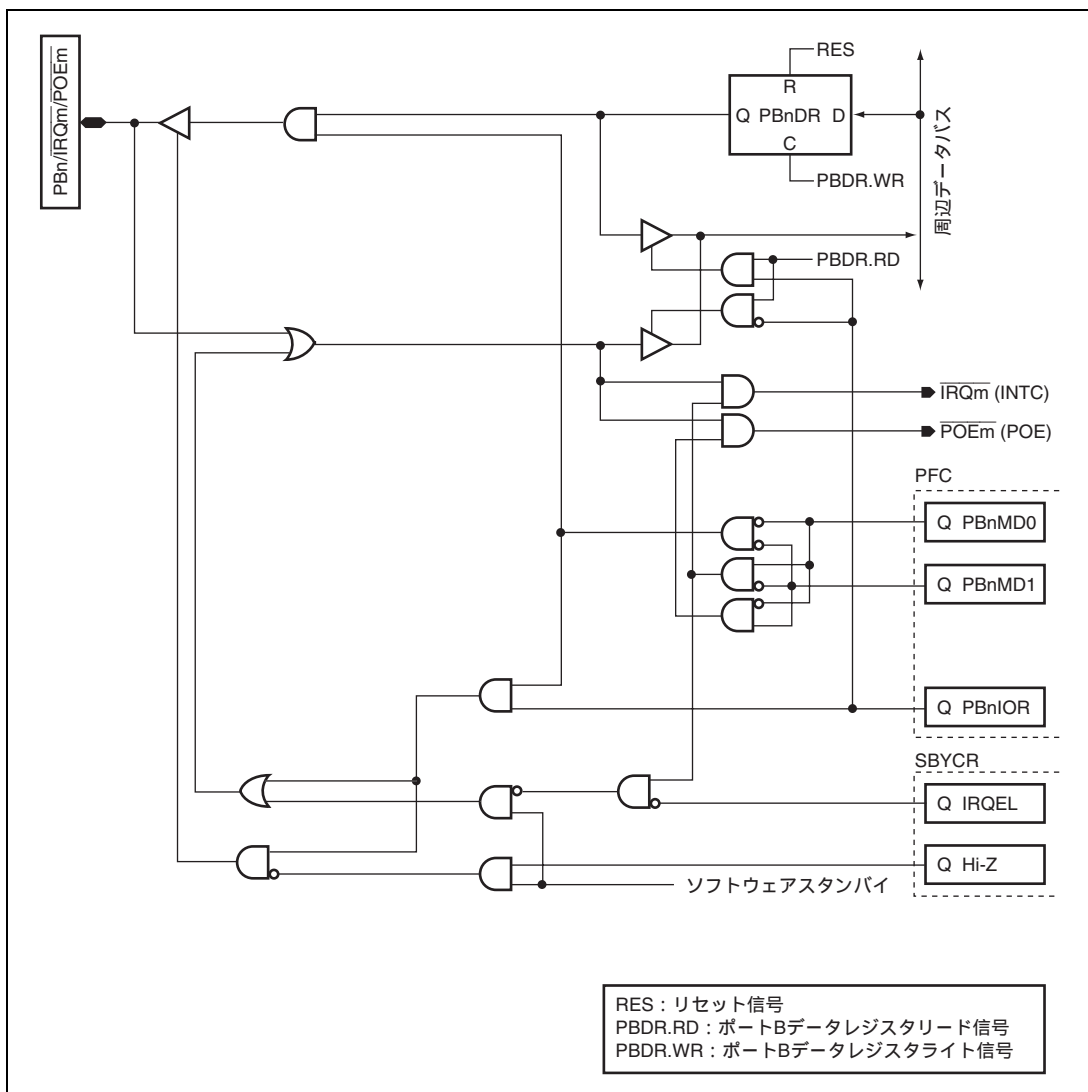 PBn/IRQm/POEm
RES
R
Q PBnDR D
C
PBDR.WR
周辺データバス
PBDR.RD
IRQm (INTC)
POEm (POE)
PFC
Q PBnMD0
Q PBnMD1
Q PBnIOR
SBYCR
Q IRQEL
Q Hi-Z
ソフトウェアスタンバイ
RES：リセット信号
PBDR.RD：ポートBデータレジスタリード信号
PBDR.WR：ポートBデータレジスタライト信号